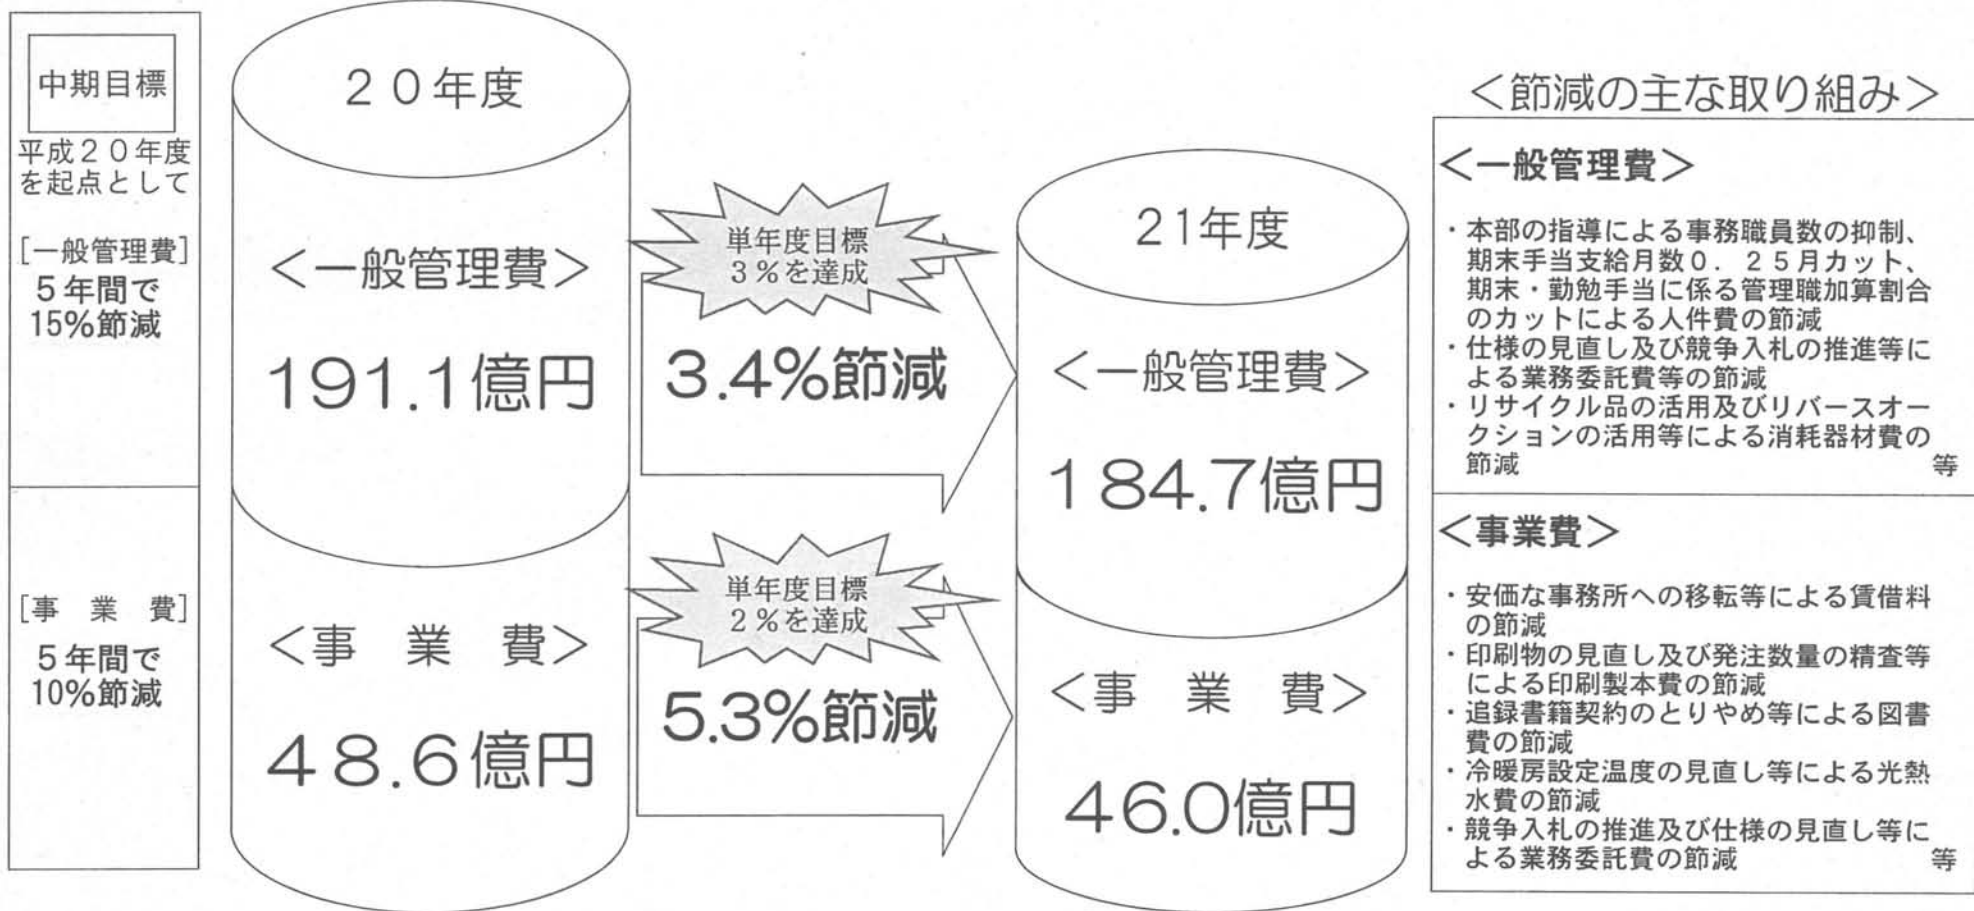 中期目標
平成２０年度
を起点として
[一般管理費]
５年間で
15%節減
[事　業　費]
５年間で
10%節減
２０年度
＜一般管理費＞
191.1億円
＜事　業　費＞
48.6億円
単年度目標
３％を達成
3.4%節減
単年度目標
２％を達成
5.3%節減
21年度
＜一般管理費＞
184.7億円
＜事　業　費＞
46.0億円
＜節減の主な取り組み＞
＜一般管理費＞
・本部の指導による事務職員数の抑制、
期末手当支給月数０．２５月カット、
期末・勤勉手当に係る管理職加算割合
のカットによる人件費の節減
・仕様の見直し及び競争入札の推進等に
よる業務委託費等の節減
・リサイクル品の活用及びリバースオー
クションの活用等による消耗器材費の
節減　等
＜事業費＞
・安価な事務所への移転等による賃借料
の節減
・印刷物の見直し及び発注数量の精査等
による印刷製本費の節減
・追録書籍契約のとりやめ等による図書
費の節減
・冷暖房設定温度の見直し等による光熱
水費の節減
・競争入札の推進及び仕様の見直し等に
よる業務委託費の節減　等